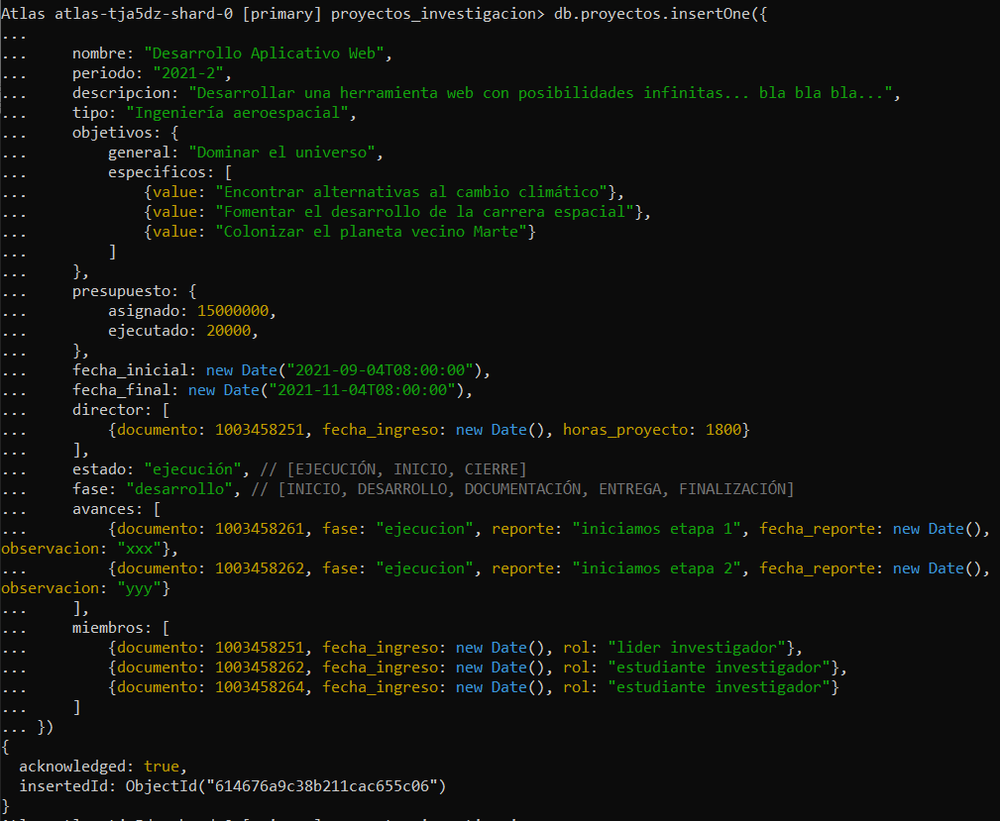 Atlas atlas-tja5dz-shard-0 [primary] proyectos_investigacion> db.proyectos.insertOne({
...
...     nombre: "Desarrollo Aplicativo Web",
...     periodo: "2021-2",
...     descripcion: "Desarrollar una herramienta web con posibilidades infinitas... bla bla bla...",
...     tipo: "Ingeniería aeroespacial",
...     objetivos: {
...         general: "Dominar el universo",
...         especificos: [
...             {value: "Encontrar alternativas al cambio climático"},
...             {value: "Fomentar el desarrollo de la carrera espacial"},
...             {value: "Colonizar el planeta vecino Marte"}
...         ]
...     },
...     presupuesto: {
...         asignado: 15000000,
...         ejecutado: 20000,
...     },
...     fecha_inicial: new Date("2021-09-04T08:00:00"),
...     fecha_final: new Date("2021-11-04T08:00:00"),
...     director: [
...         {documento: 1003458251, fecha_ingreso: new Date(), horas_proyecto: 1800}
...     ],
...     estado: "ejecución", // [EJECUCIÓN, INICIO, CIERRE]
...     fase: "desarrollo", // [INICIO, DESARROLLO, DOCUMENTACIÓN, ENTREGA, FINALIZACIÓN]
...     avances: [
...         {documento: 1003458261, fase: "ejecucion", reporte: "iniciamos etapa 1", fecha_reporte: new Date(),
observacion: "xxx"},
...         {documento: 1003458262, fase: "ejecucion", reporte: "iniciamos etapa 2", fecha_reporte: new Date(),
observacion: "yyy"}
...     ],
...     miembros: [
...         {documento: 1003458251, fecha_ingreso: new Date(), rol: "lider investigador"},
...         {documento: 1003458262, fecha_ingreso: new Date(), rol: "estudiante investigador"},
...         {documento: 1003458264, fecha_ingreso: new Date(), rol: "estudiante investigador"}
...     ]
... })
{
  acknowledged: true,
  insertedId: ObjectId("614676a9c38b211cac655c06")
}